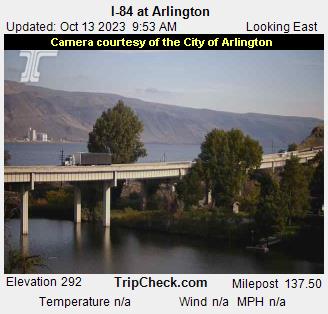 I-84 at Arlington
Updated: Oct 13 2023 9:53 AM Looking East
Camera courtesy of the City of Arlington
Elevation 292 TripCheck.com Milepost 137.50
Temperature n/a Wind n/a MPH n/a